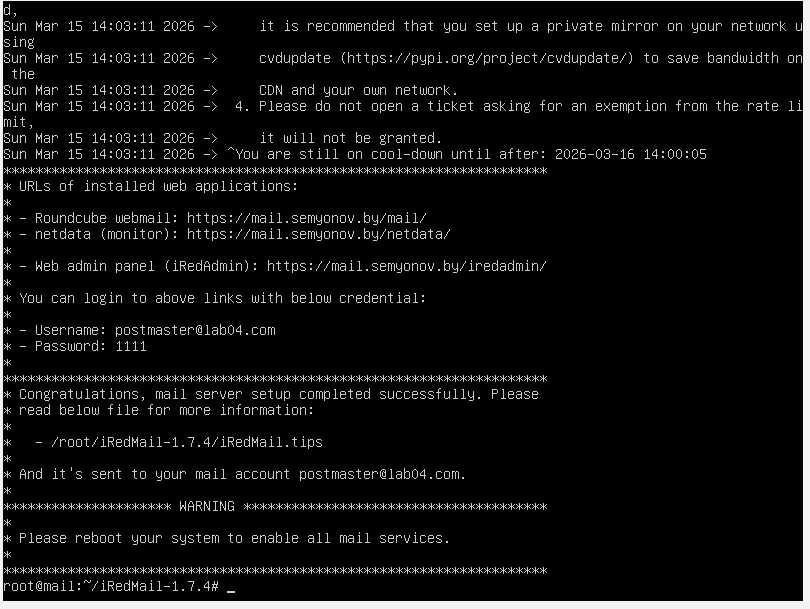 d,
Sun Mar 15 14:03:11 2026 ->     it is recommended that you set up a private mirror on your network u
sing
Sun Mar 15 14:03:11 2026 ->     cvdupdate (https://pypi.org/project/cvdupdate/) to save bandwidth on
 the
Sun Mar 15 14:03:11 2026 ->     CDN and your own network.
Sun Mar 15 14:03:11 2026 ->  4. Please do not open a ticket asking for an exemption from the rate li
mit,
Sun Mar 15 14:03:11 2026 ->     it will not be granted.
Sun Mar 15 14:03:11 2026 -> ^You are still on cool-down until after: 2026-03-16 14:00:05
********************************************************************
* URLs of installed web applications:
*
* - Roundcube webmail: https://mail.semyonov.by/mail/
* - netdata (monitor): https://mail.semyonov.by/netdata/
*
* - Web admin panel (iRedAdmin): https://mail.semyonov.by/iredadmin/
*
* You can login to above links with below credential:
*
* - Username: postmaster@lab04.com
* - Password: 1111
*
*
********************************************************************
* Congratulations, mail server setup completed successfully. Please
* read below file for more information:
*
*   - /root/iRedMail-1.7.4/iRedMail.tips
*
* And it's sent to your mail account postmaster@lab04.com.
*
********************* WARNING **************************************
*
* Please reboot your system to enable all mail services.
*
********************************************************************
root@mail:~/iRedMail-1.7.4# _